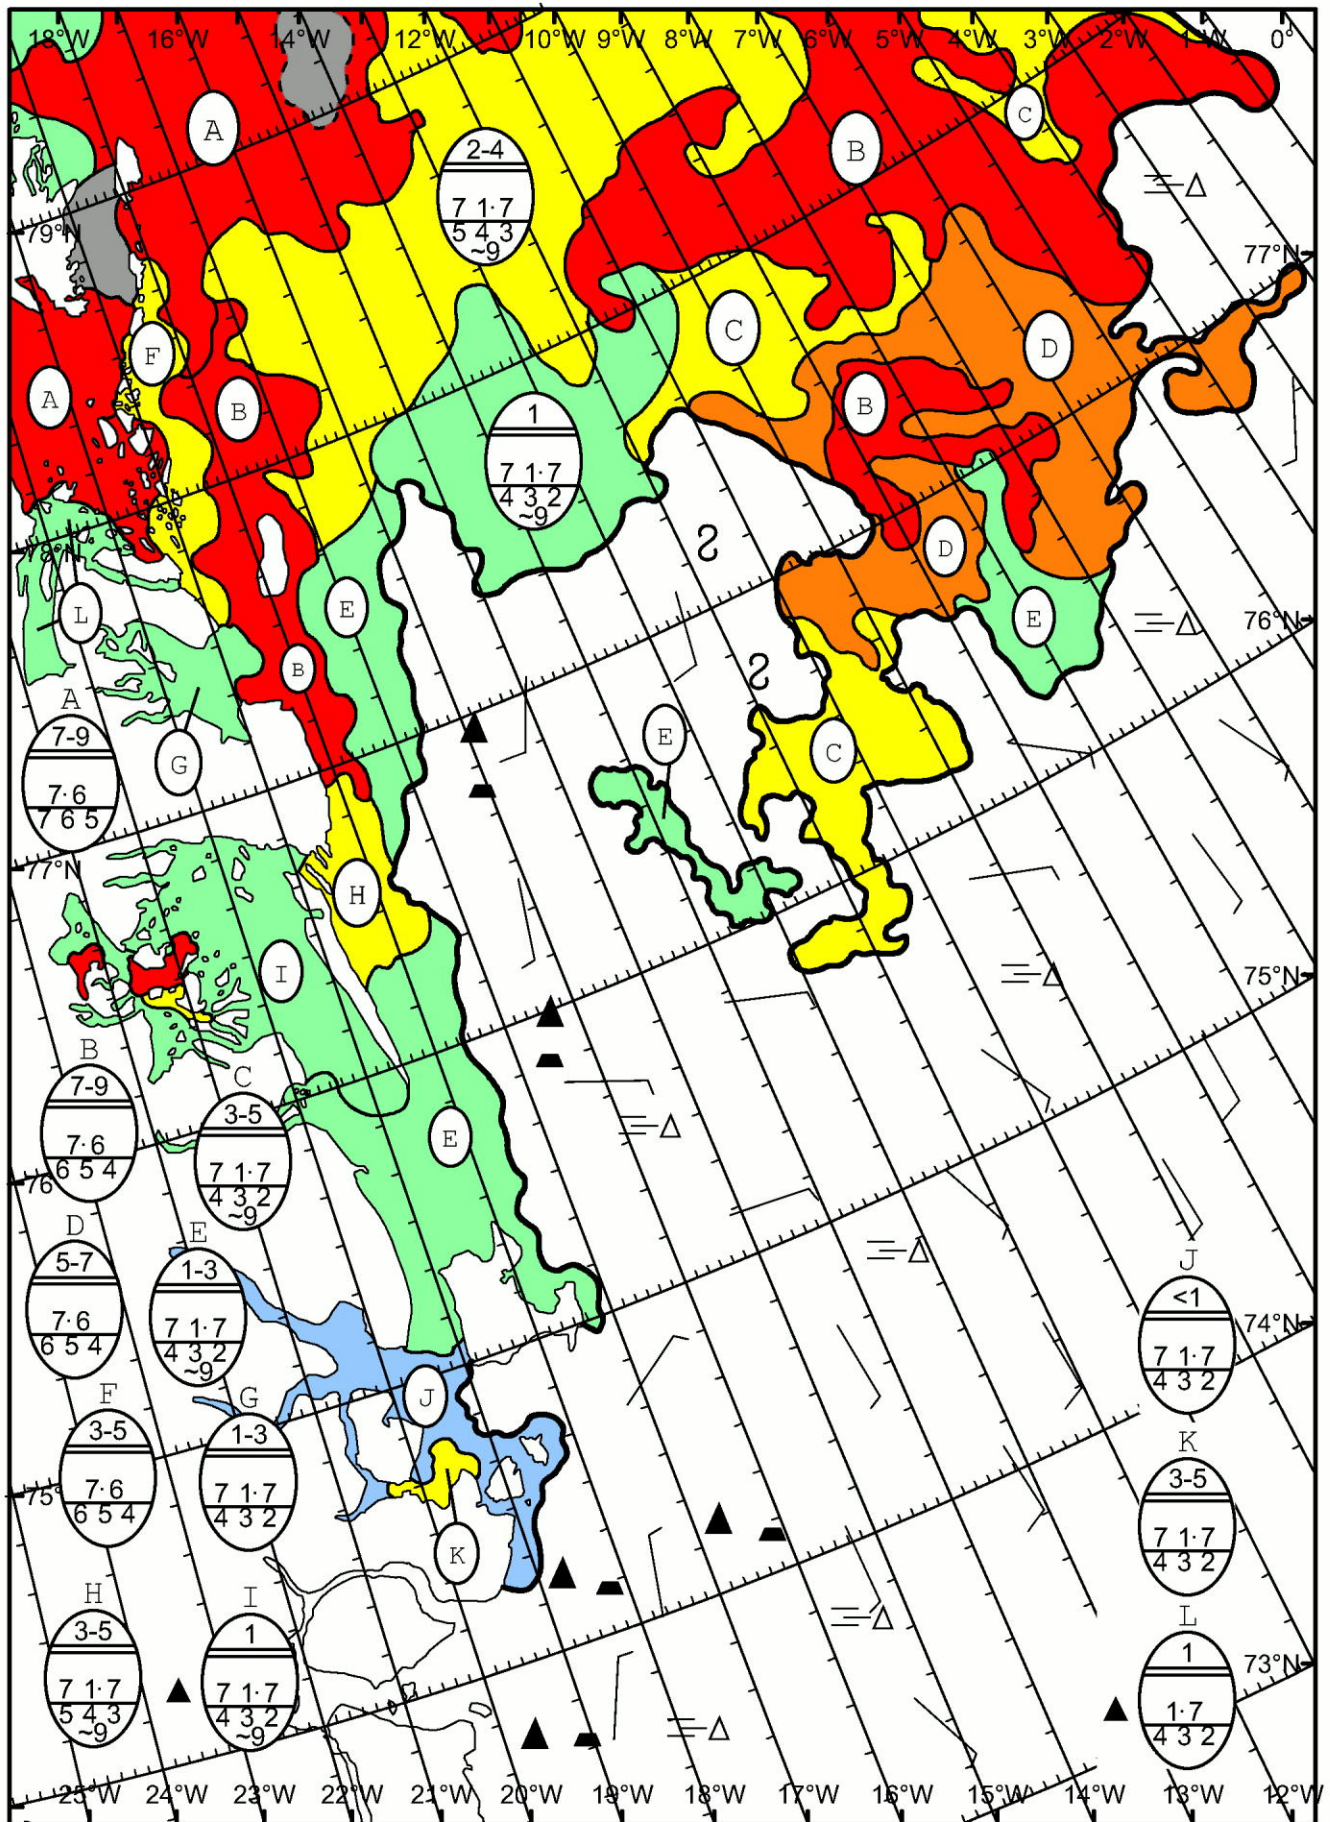 18°W 16°W 14°W 12°W 10°W 9°W 8°W 7°W 6°W 5°W 4°W 3°W 2°W 1°W 0°
C
A
B
2-4
7 1·7
5 4 3
~9
79°N
77°N
C
D
F
A
B
B
1
7 1·7
4 3 2
~9
78°N
D
E
L
E
76°N
B
A
7-9
7·6
7 6 5
G
E
C
77°N
H
I
75°N
B
7-9
7·6
6 5 4
C
3-5
7 1·7
4 3 2
~9
E
76
D
5-7
7·6
6 5 4
E
1-3
7 1·7
4 3 2
~9
J
<1
7 1·7
4 3 2
74°N
J
F
3-5
7·6
6 5 4
G
1-3
7 1·7
4 3 2
K
3-5
7 1·7
4 3 2
75°
K
H
3-5
7 1·7
5 4 3
~9
I
1
7 1·7
4 3 2
~9
L
1
1·7
4 3 2
73°N
25°W 24°W 23°W 22°W 21°W 20°W 19°W 18°W 17°W 16°W 15°W 14°W 13°W 12°W